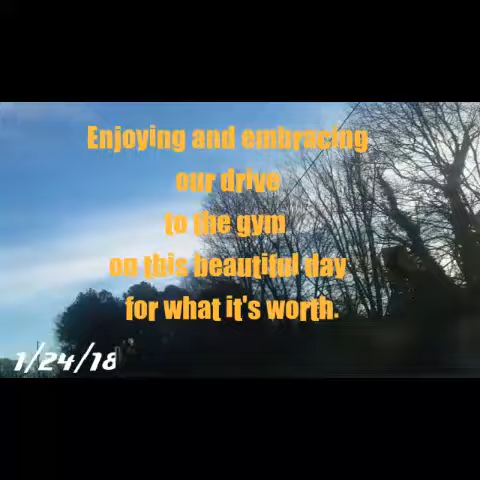 Enjoying and embracing
our drive
to the gym
on this beautiful day
for what it's worth.
1/24/18